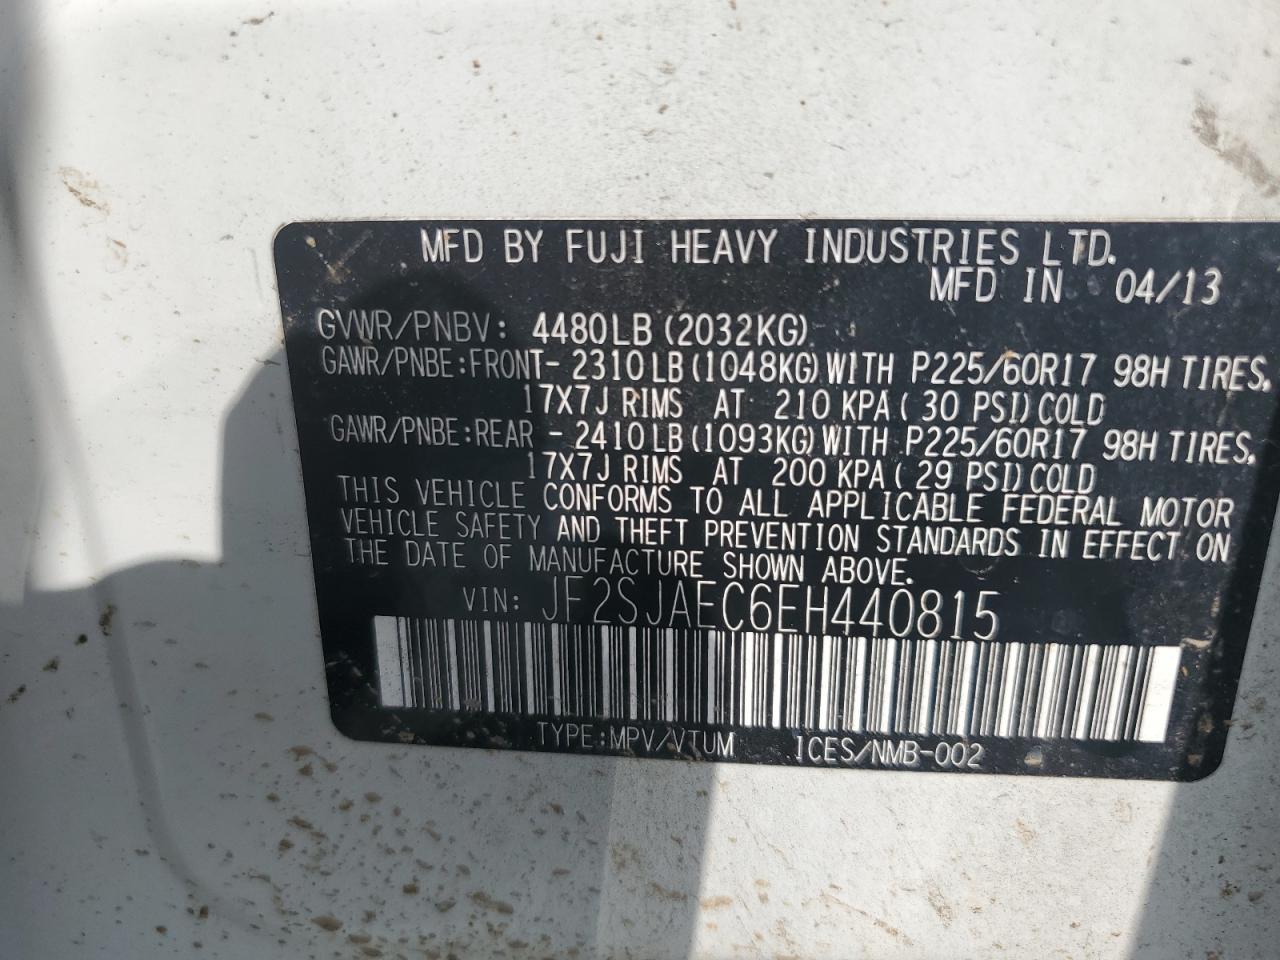 MFD BY FUJI HEAVY INDUSTRIES LTD.
MFD IN 04/13
GVWR/PNBV: 4480LB (2032KG)
GAWR/PNBE:FRONT- 2310LB (1048KG) WITH P225/60R17 98H TIRES,
17X7J RIMS AT 210 KPA ( 30 PSI) COLD
GAWR/PNBE:REAR - 2410LB (1093KG) WITH P225/60R17 98H TIRES,
17X7J RIMS AT 200 KPA ( 29 PSI) COLD
THIS VEHICLE CONFORMS TO ALL APPLICABLE FEDERAL MOTOR
VEHICLE SAFETY AND THEFT PREVENTION STANDARDS IN EFFECT ON
THE DATE OF MANUFACTURE SHOWN ABOVE.
VIN: JF2SJAEC6EH440815
TYPE:MPV/VTUM ICES/NMB-002